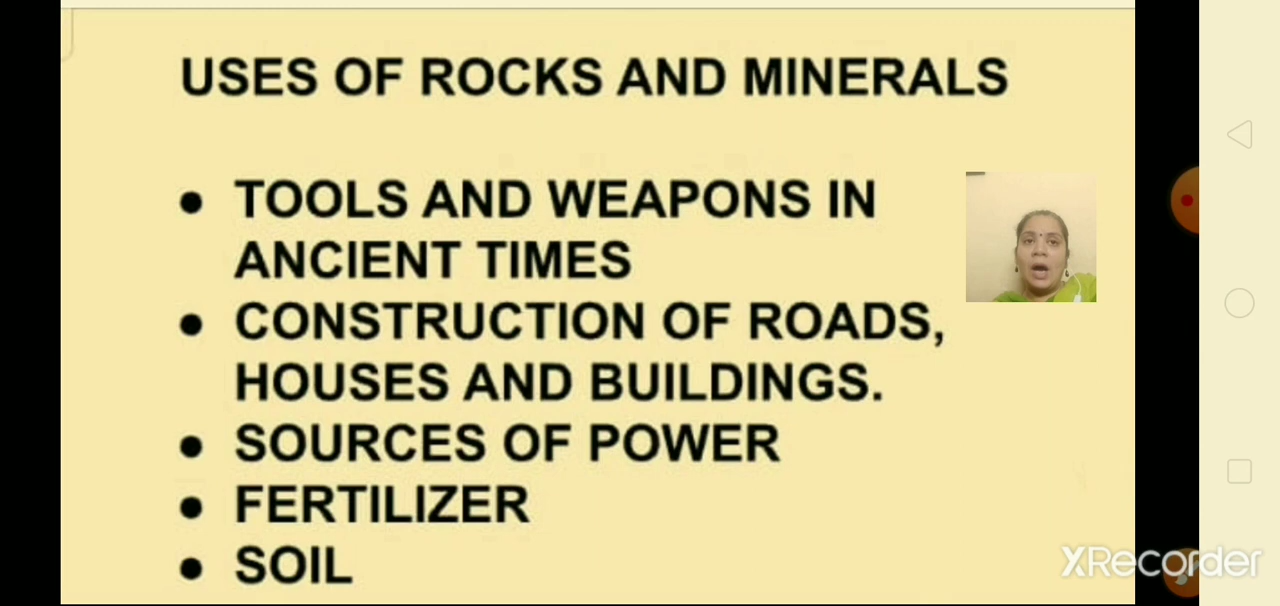 USES OF ROCKS AND MINERALS
● TOOLS AND WEAPONS IN
ANCIENT TIMES
● CONSTRUCTION OF ROADS,
HOUSES AND BUILDINGS.
● SOURCES OF POWER
● FERTILIZER
● SOIL
XRecorder